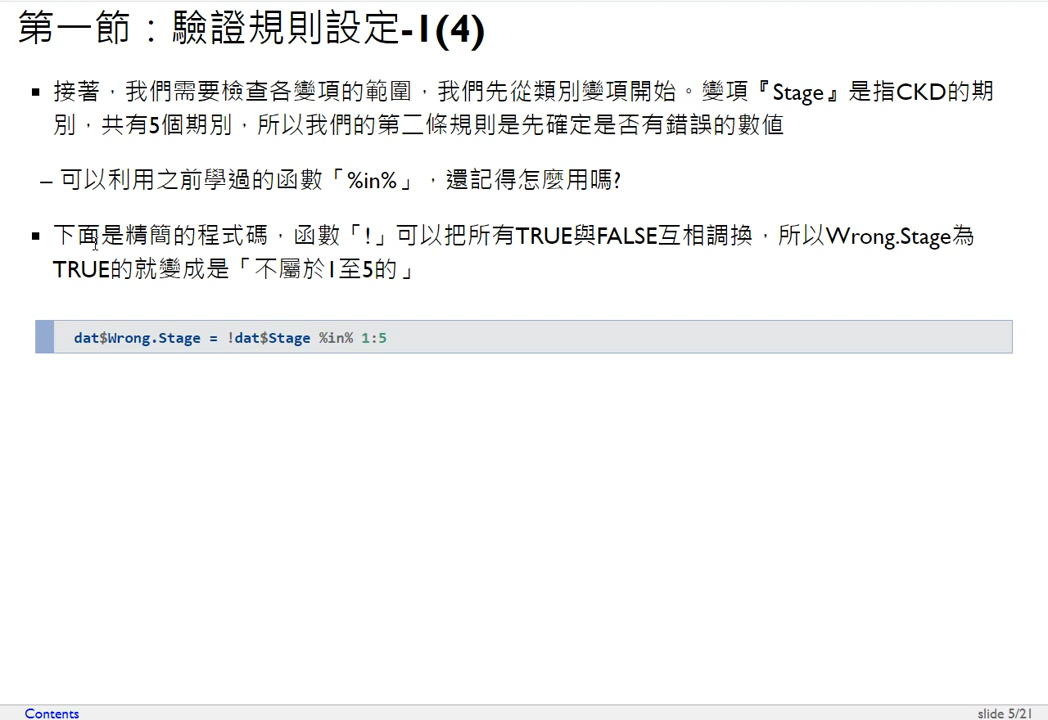 第一節：驗證規則設定-1(4)
接著，我們需要檢查各變項的範圍，我們先從類別變項開始。變項『Stage』是指CKD的期
別，共有5個期別，所以我們的第二條規則是先確定是否有錯誤的數值
– 可以利用之前學過的函數「%in%」，還記得怎麼用嗎?
下面是精簡的程式碼，函數「!」可以把所有TRUE與FALSE互相調換，所以Wrong.Stage為
TRUE的就變成是「不屬於1至5的」
dat$Wrong.Stage = !dat$Stage %in% 1:5
Contents
slide 5/21